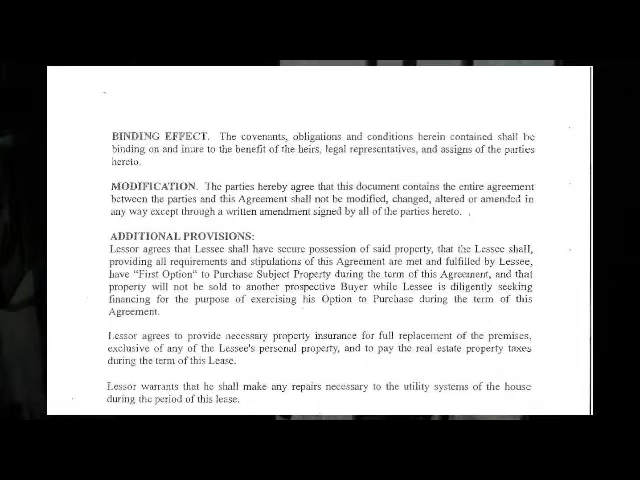 BINDING EFFECT. The covenants, obligations and conditions herein contained shall be
binding on and inure to the benefit of the heirs, legal representatives, and assigns of the parties
hereto.
MODIFICATION. The parties hereby agree that this document contains the entire agreement
between the parties and this Agreement shall not be modified, changed, altered or amended in
any way except through a written amendment signed by all of the parties hereto.
ADDITIONAL PROVISIONS:
Lessor agrees that Lessee shall have secure possession of said property, that the Lessee shall,
providing all requirements and stipulations of this Agreement are met and fulfilled by Lessee,
have "First Option" to Purchase Subject Property during the term of this Agreement, and that
property will not be sold to another prospective Buyer while Lessee is diligently seeking
financing for the purpose of exercising his Option to Purchase during the term of this
Agreement.
Lessor agrees to provide necessary property insurance for full replacement of the premises,
exclusive of any of the Lessee's personal property, and to pay the real estate property taxes
during the term of this Lease.
Lessor warrants that he shall make any repairs necessary to the utility systems of the house
during the period of this lease.